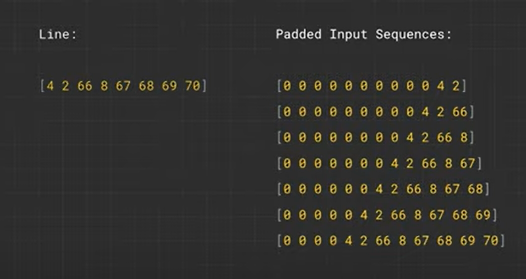 Line:
[4 2 66 8 67 68 69 70]
Padded Input Sequences:
[0 0 0 0 0 0 0 0 0 0 4 2]
[0 0 0 0 0 0 0 0 0 4 2 66]
[0 0 0 0 0 0 0 0 4 2 66 8]
[0 0 0 0 0 0 0 4 2 66 8 67]
[0 0 0 0 0 0 4 2 66 8 67 68]
[0 0 0 0 0 4 2 66 8 67 68 69]
[0 0 0 0 4 2 66 8 67 68 69 70]